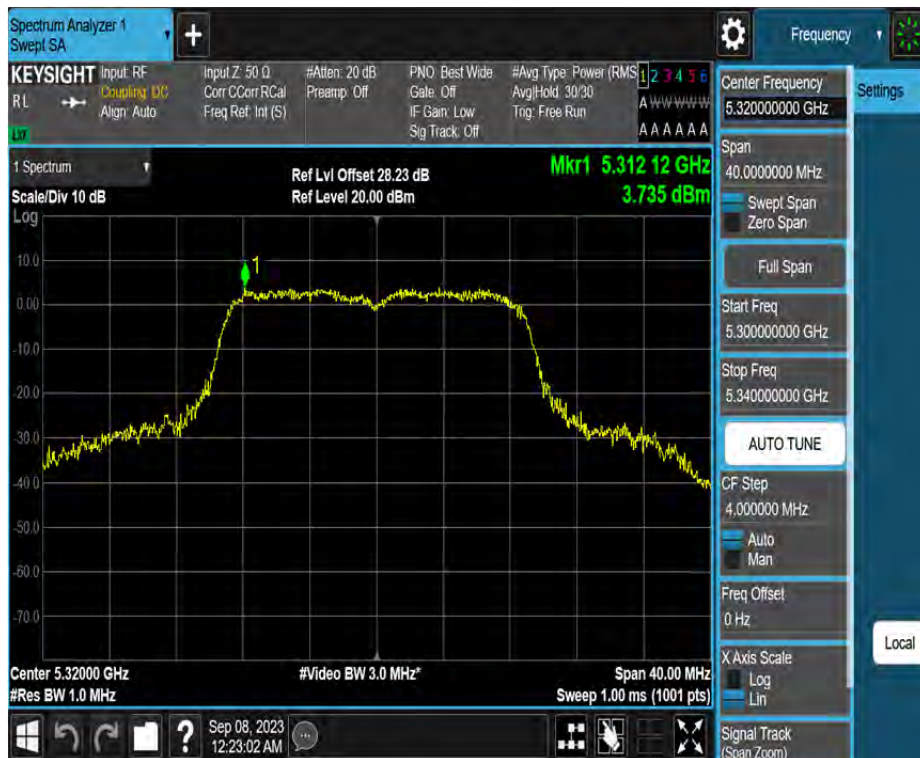 Spectrum Analyzer 1
Swept SA
Frequency
KEYSIGHT
RL
LXI
Input: RF
Coupling: DC
Align: Auto
Input Z: 50 Ω
Corr CCorr RCal
Freq Ref: Int (S)
#Atten: 20 dB
Preamp: Off
PNO: Best Wide
Gate: Off
IF Gain: Low
Sig Track: Off
#Avg Type: Power (RMS
Avg|Hold: 30/30
Trig: Free Run
1 2 3 4 5 6
A W W W W W
A A A A A A
1 Spectrum
Scale/Div 10 dB
Log
Ref Lvl Offset 28.23 dB
Ref Level 20.00 dBm
Mkr1 5.312 12 GHz
3.735 dBm
1
10.0
0.00
-10.0
-20.0
-30.0
-40.0
-50.0
-60.0
-70.0
Center 5.32000 GHz
#Res BW 1.0 MHz
#Video BW 3.0 MHz*
Span 40.00 MHz
Sweep 1.00 ms (1001 pts)
Center Frequency
5.320000000 GHz
Settings
Span
40.0000000 MHz
Swept Span
Zero Span
Full Span
Start Freq
5.300000000 GHz
Stop Freq
5.340000000 GHz
AUTO TUNE
CF Step
4.000000 MHz
Auto
Man
Freq Offset
0 Hz
X Axis Scale
Log
Lin
Local
Signal Track
(Span Zoom)
?
Sep 08, 2023
12:23:02 AM